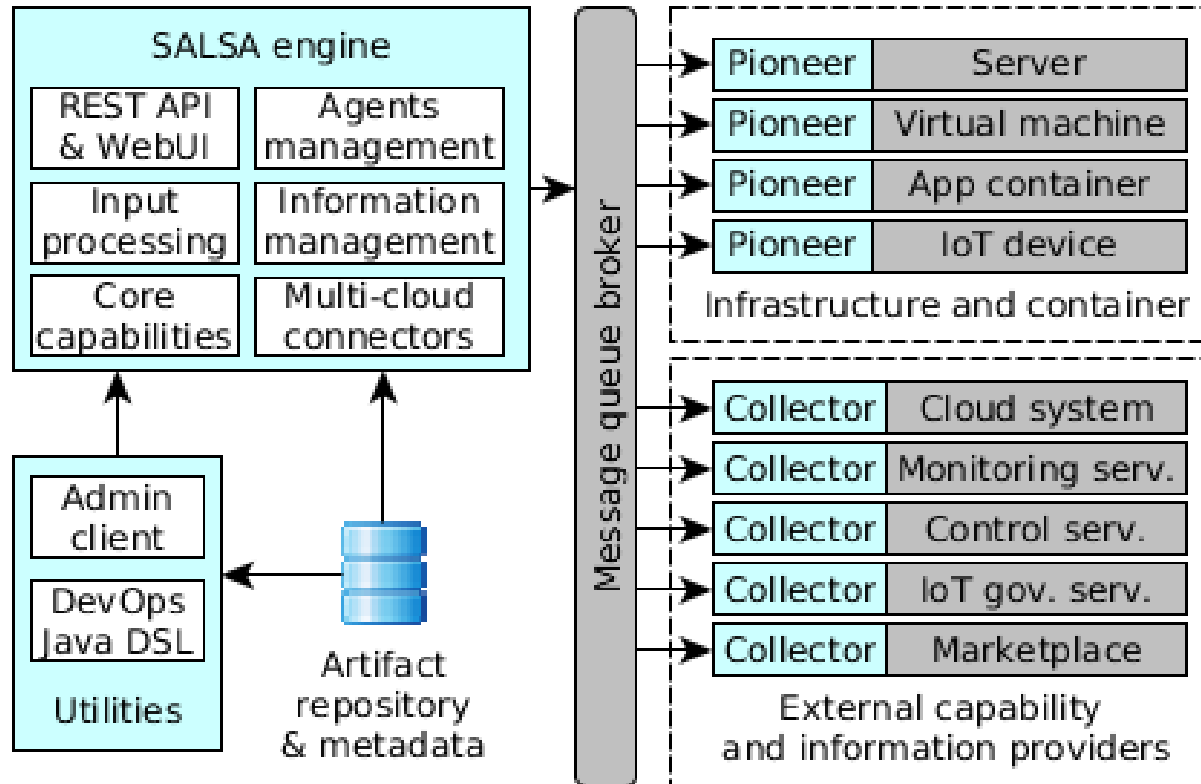 SALSA engine
REST API
& WebUI
Agents
management
Input
processing
Information
management
Core
capabilities
Multi-cloud
connectors
Admin
client
DevOps
Java DSL
Utilities
Artifact
repository
& metadata
Message queue broker
Pioneer Server
Pioneer Virtual machine
Pioneer App container
Pioneer IoT device
Infrastructure and container
Collector Cloud system
Collector Monitoring serv.
Collector Control serv.
Collector IoT gov. serv.
Collector Marketplace
External capability
and information providers